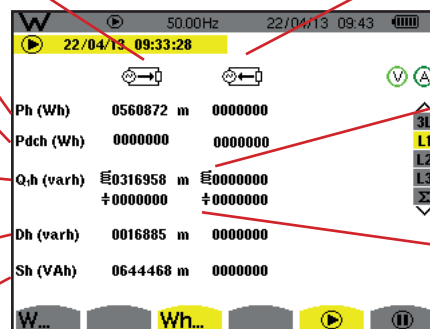 W 50.00Hz 22/04/13 09:43
22/04/13 09:33:28
V A
Ph (Wh) 0560872 m 0000000
3L
Pdch (Wh) 0000000 0000000
L1
L2
Q₁h (varh) 0316958 m 0000000
L3
÷0000000 ÷0000000
Σ
Dh (varh) 0016885 m 0000000
Sh (VAh) 0644468 m 0000000
W... Wh...